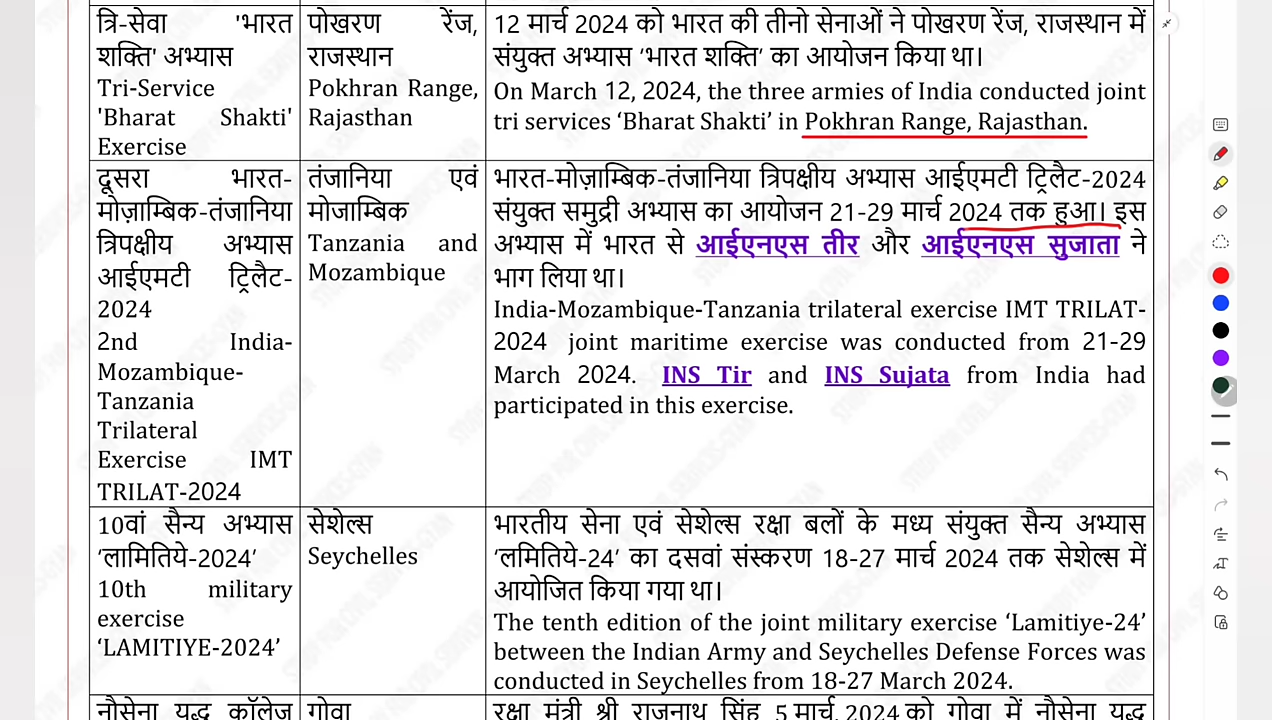 त्रि-सेवा 'भारत
शक्ति' अभ्यास
Tri-Service
'Bharat Shakti'
Exercise
पोखरण रेंज,
राजस्थान
Pokhran Range,
Rajasthan
12 मार्च 2024 को भारत की तीनो सेनाओं ने पोखरण रेंज, राजस्थान में
संयुक्त अभ्यास ‘भारत शक्ति’ का आयोजन किया था।
On March 12, 2024, the three armies of India conducted joint
tri services ‘Bharat Shakti’ in Pokhran Range, Rajasthan.
दूसरा भारत-
मोज़ाम्बिक-तंजानिया
त्रिपक्षीय अभ्यास
आईएमटी ट्रिलैट-
2024
2nd India-
Mozambique-
Tanzania
Trilateral
Exercise IMT
TRILAT-2024
तंजानिया एवं
मोजाम्बिक
Tanzania and
Mozambique
भारत-मोज़ाम्बिक-तंजानिया त्रिपक्षीय अभ्यास आईएमटी ट्रिलैट-2024
संयुक्त समुद्री अभ्यास का आयोजन 21-29 मार्च 2024 तक हुआ। इस
अभ्यास में भारत से आईएनएस तीर और आईएनएस सुजाता ने
भाग लिया था।
India-Mozambique-Tanzania trilateral exercise IMT TRILAT-
2024 joint maritime exercise was conducted from 21-29
March 2024. INS Tir and INS Sujata from India had
participated in this exercise.
10वां सैन्य अभ्यास
‘लामितिये-2024’
10th military
exercise
‘LAMITIYE-2024’
सेशेल्स
Seychelles
भारतीय सेना एवं सेशेल्स रक्षा बलों के मध्य संयुक्त सैन्य अभ्यास
‘लमितिये-24’ का दसवां संस्करण 18-27 मार्च 2024 तक सेशेल्स में
आयोजित किया गया था।
The tenth edition of the joint military exercise ‘Lamitiye-24’
between the Indian Army and Seychelles Defense Forces was
conducted in Seychelles from 18-27 March 2024.
नौसेना युद्ध कॉलेज
गोवा
रक्षा मंत्री श्री राजनाथ सिंह 5 मार्च, 2024 को गोवा में नौसेना युद्ध